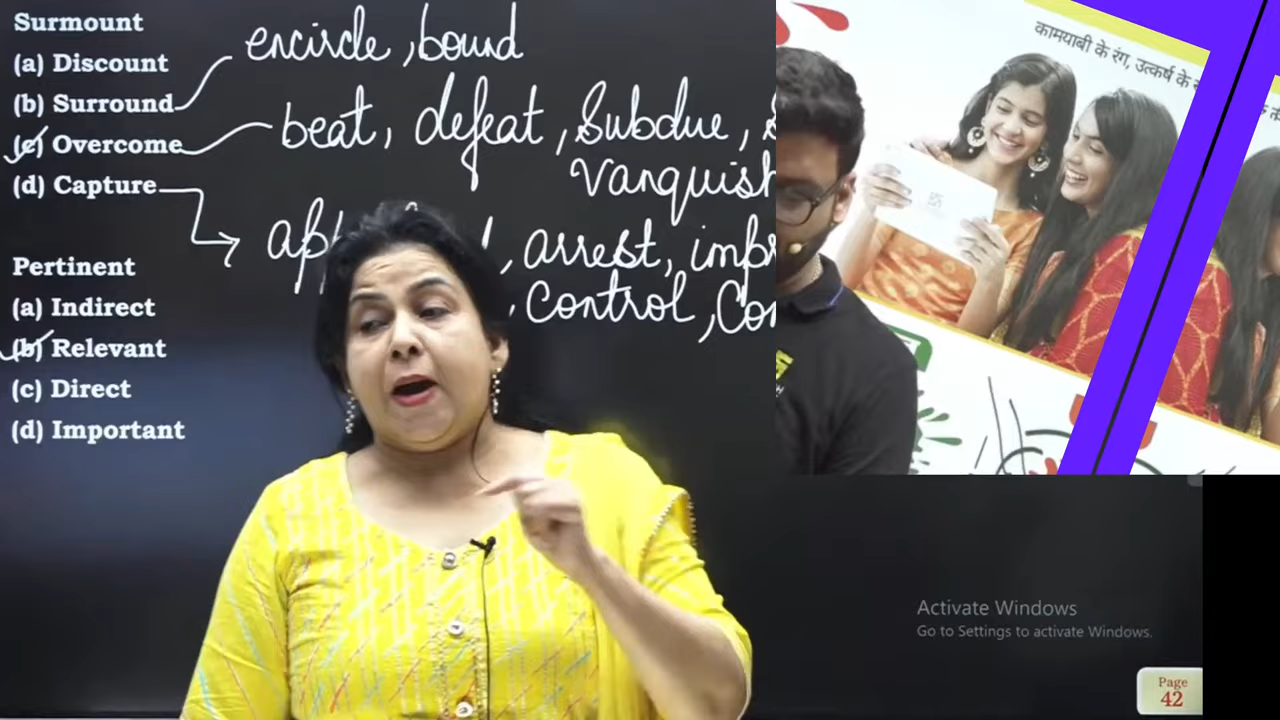 Surmount
(a) Discount
(b) Surround
encircle, bound
(c) Overcome
beat, defeat, Subdue,
Vanquish
(d) Capture
arrest,
control,
Pertinent
(a) Indirect
(b) Relevant
(c) Direct
(d) Important
कामयाबी के रंग, उत्कर्ष के
Activate Windows
Go to Settings to activate Windows.
Page
42